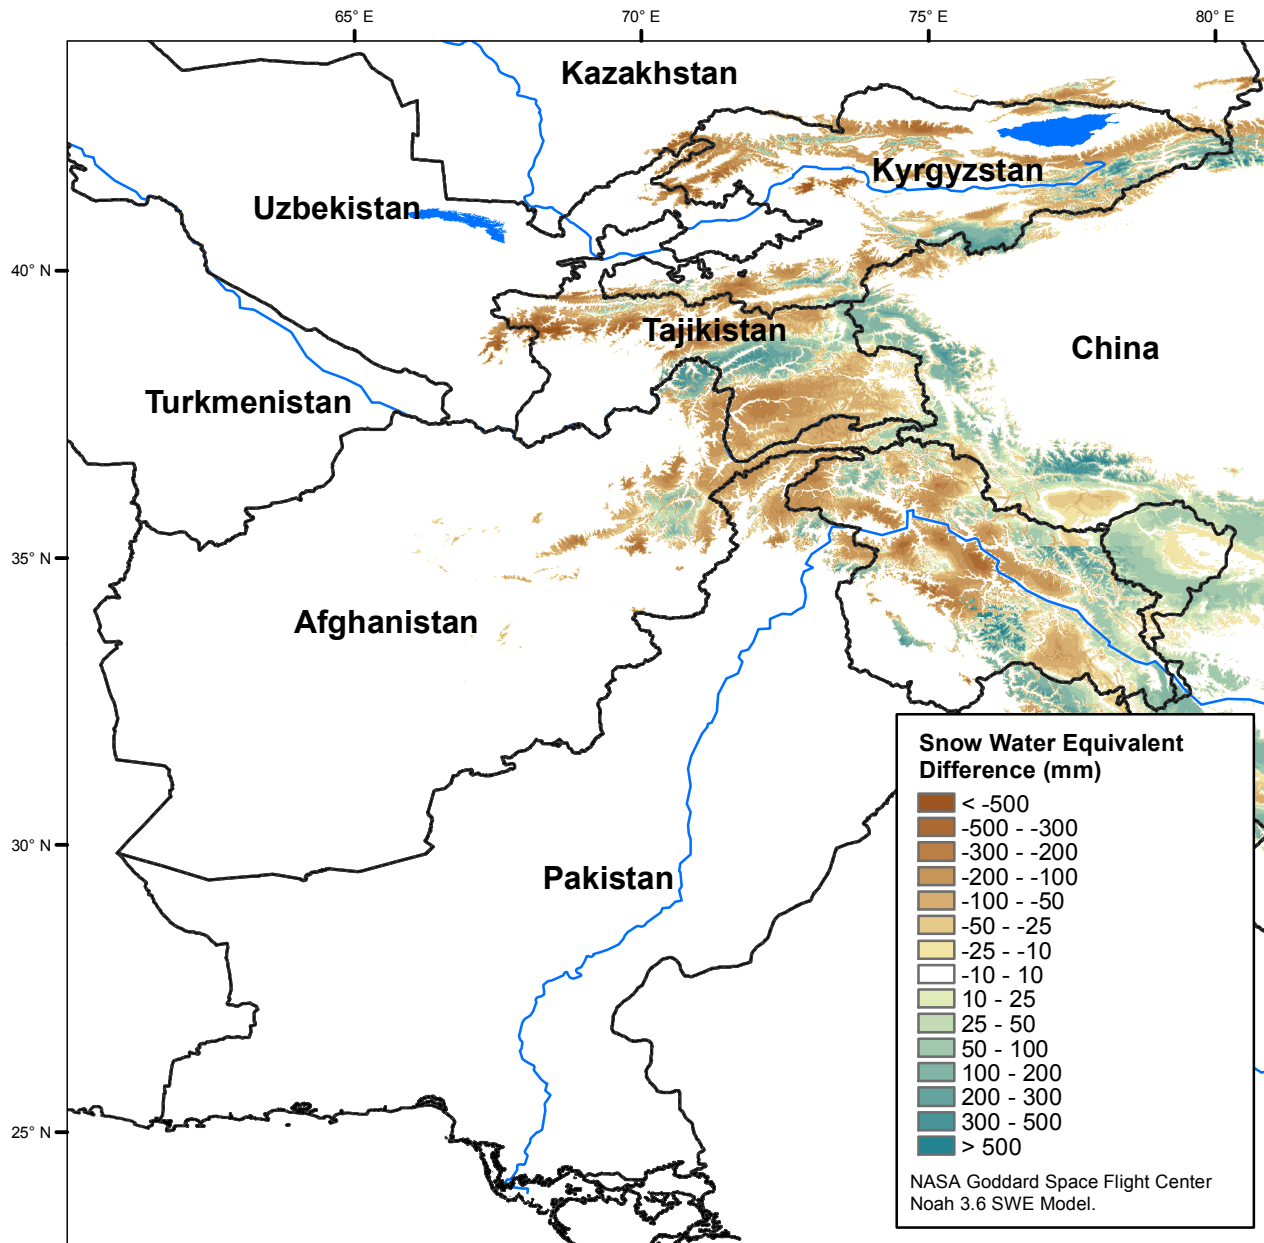 65° E
70° E
75° E
80° E
Kazakhstan
Kyrgyzstan
Uzbekistan
40° N
Tajikistan
China
Turkmenistan
35° N
Afghanistan
Snow Water Equivalent
Difference (mm)
< -500
-500 - -300
-300 - -200
-200 - -100
-100 - -50
-50 - -25
-25 - -10
-10 - 10
10 - 25
25 - 50
50 - 100
100 - 200
200 - 300
300 - 500
> 500
NASA Goddard Space Flight Center
Noah 3.6 SWE Model.
30° N
Pakistan
25° N